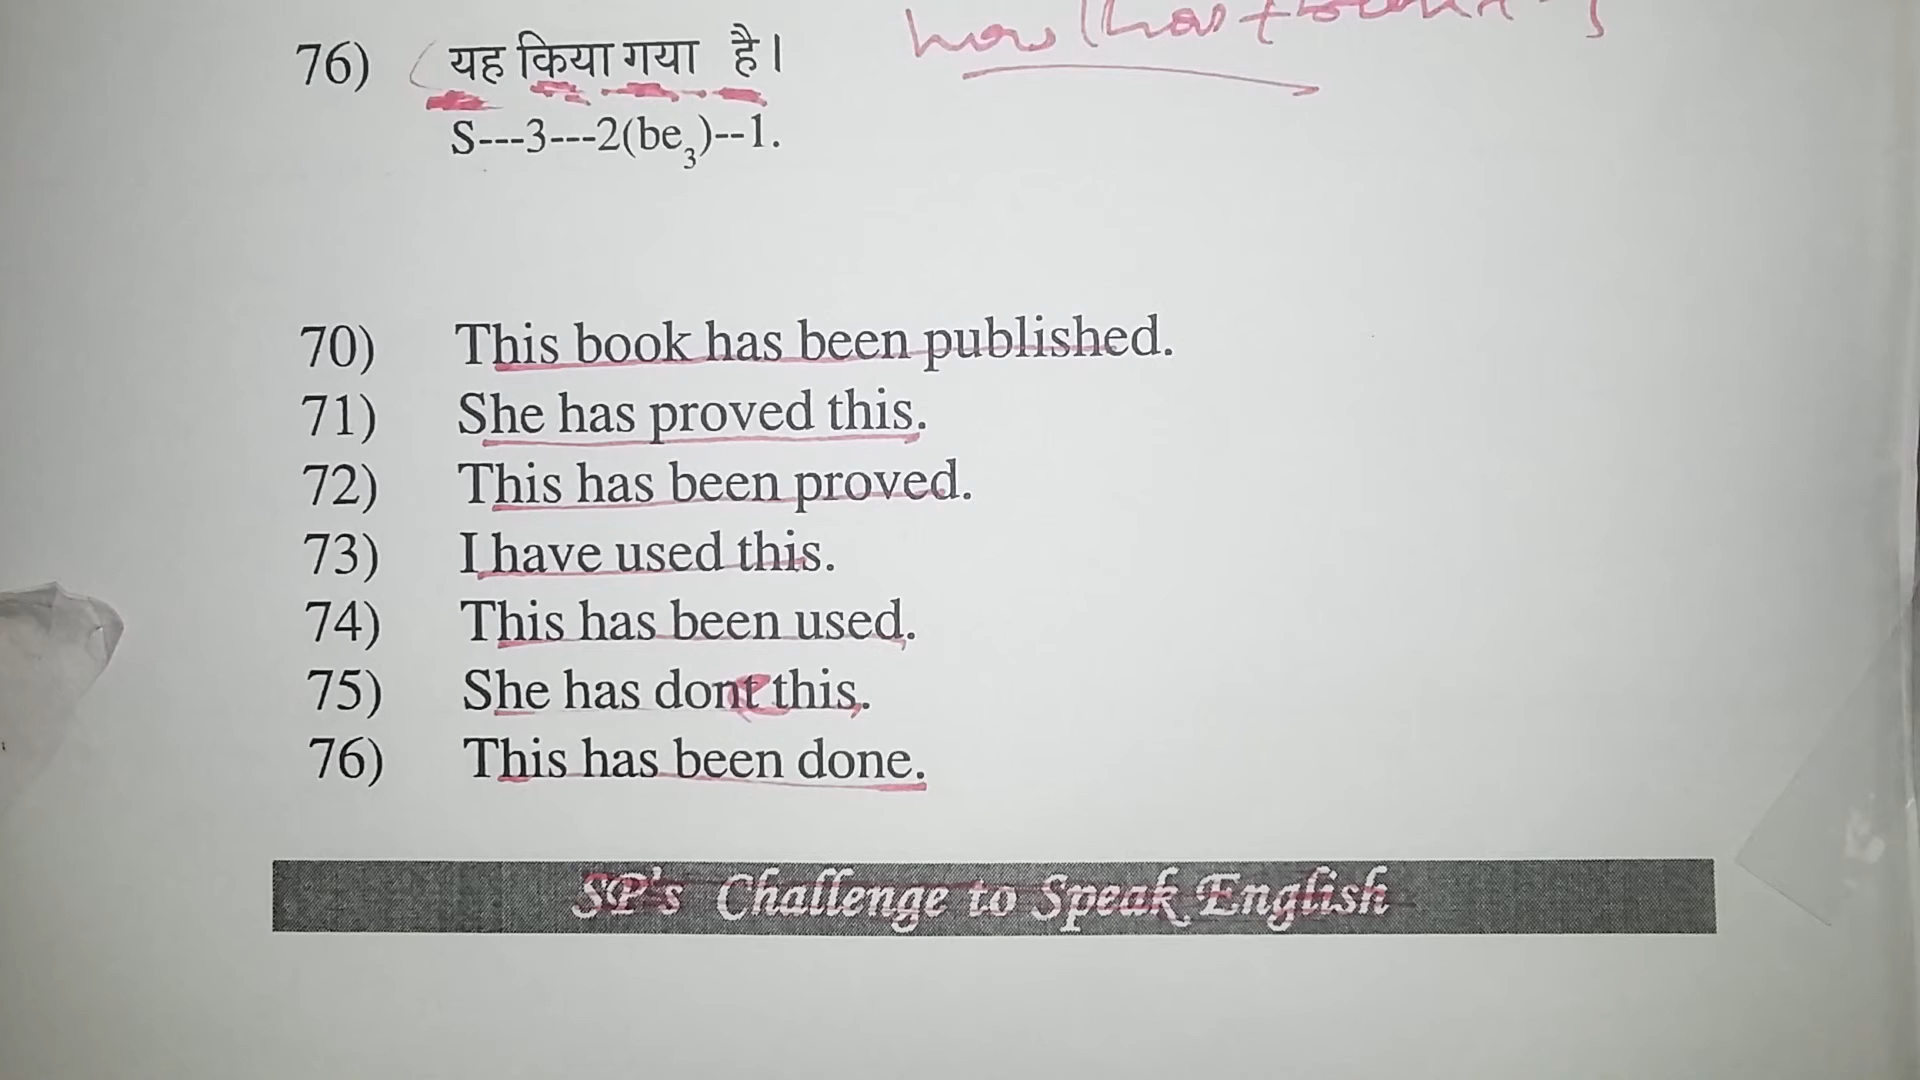 76) यह किया गया है।
S---3---2(be₃)--1.
70) This book has been published.
71) She has proved this.
72) This has been proved.
73) I have used this.
74) This has been used.
75) She has dont this.
76) This has been done.
SP's Challenge to Speak English